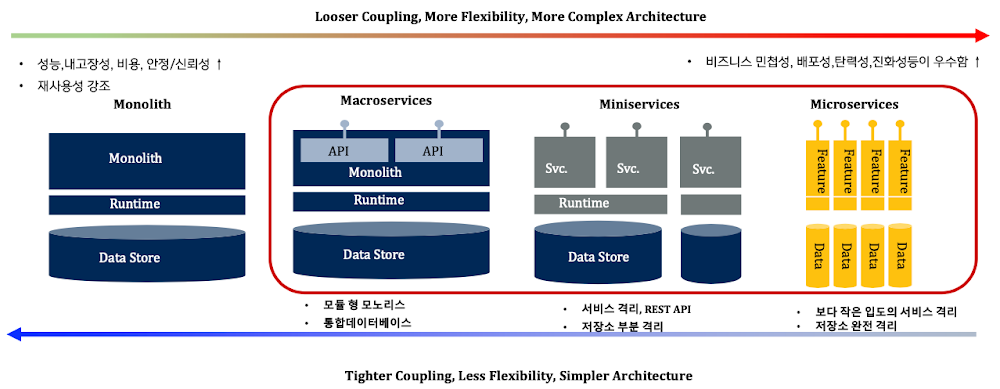 Looser Coupling, More Flexibility, More Complex Architecture
• 성능,내고장성, 비용, 안정/신뢰성 ↑
• 재사용성 강조
• 비즈니스 민첩성, 배포성,탄력성,진화성등이 우수함 ↑
Monolith
Macroservices
Miniservices
Microservices
Monolith
Runtime
Data Store
API
API
Monolith
Runtime
Data Store
Svc.
Svc.
Svc.
Runtime
Data Store
Feature
Feature
Feature
Feature
Data
Data
Data
Data
• 모듈 형 모노리스
• 통합데이터베이스
• 서비스 격리, REST API
• 저장소 부분 격리
• 보다 작은 입도의 서비스 격리
• 저장소 완전 격리
Tighter Coupling, Less Flexibility, Simpler Architecture